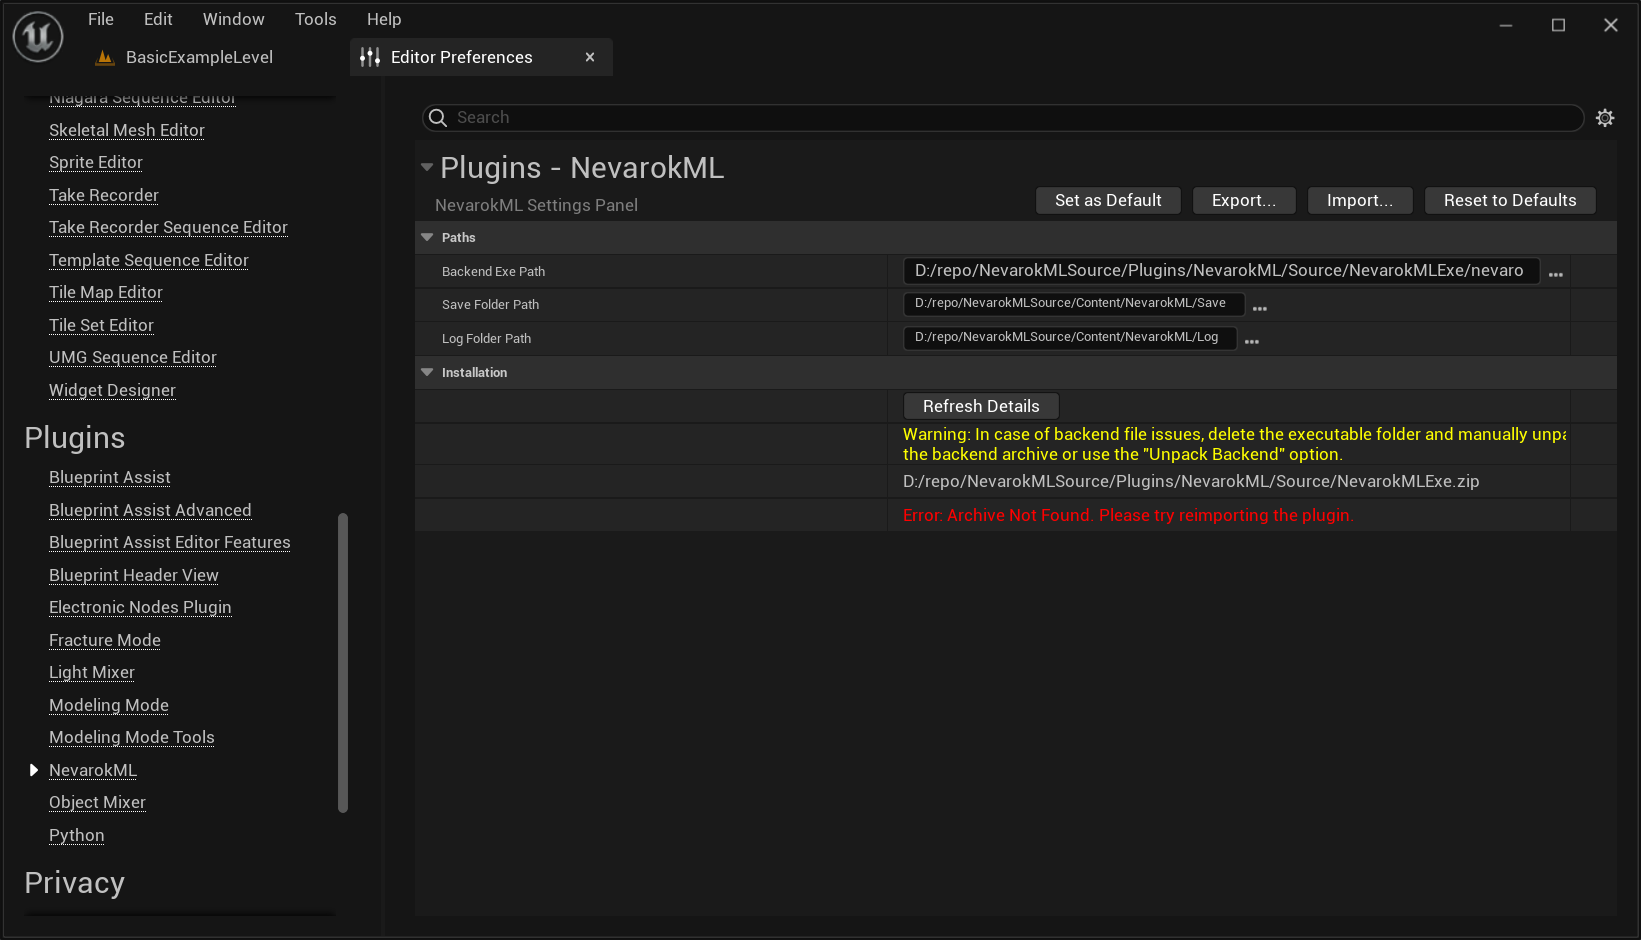 File Edit Window Tools Help
BasicExampleLevel
Editor Preferences
Niagara Sequence Editor
Skeletal Mesh Editor
Sprite Editor
Take Recorder
Take Recorder Sequence Editor
Template Sequence Editor
Tile Map Editor
Tile Set Editor
UMG Sequence Editor
Widget Designer
Plugins
Blueprint Assist
Blueprint Assist Advanced
Blueprint Assist Editor Features
Blueprint Header View
Electronic Nodes Plugin
Fracture Mode
Light Mixer
Modeling Mode
Modeling Mode Tools
NevarokML
Object Mixer
Python
Privacy
Search
Plugins - NevarokML
NevarokML Settings Panel
Set as Default
Export...
Import...
Reset to Defaults
Paths
Backend Exe Path
D:/repo/NevarokMLSource/Plugins/NevarokML/Source/NevarokMLExe/nevaro
Save Folder Path
D:/repo/NevarokMLSource/Content/NevarokML/Save
Log Folder Path
D:/repo/NevarokMLSource/Content/NevarokML/Log
Installation
Refresh Details
Warning: In case of backend file issues, delete the executable folder and manually unpa
the backend archive or use the "Unpack Backend" option.
D:/repo/NevarokMLSource/Plugins/NevarokML/Source/NevarokMLExe.zip
Error: Archive Not Found. Please try reimporting the plugin.